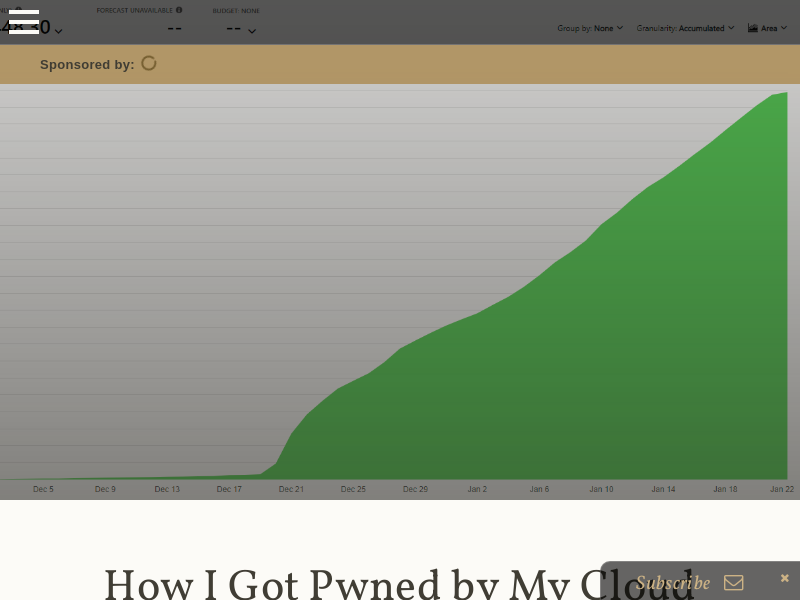 FORECAST UNAVAILABLE
BUDGET: NONE
--
--
Group by: None
Granularity: Accumulated
Area
Sponsored by:
Dec 5
Dec 9
Dec 13
Dec 17
Dec 21
Dec 25
Dec 29
Jan 2
Jan 6
Jan 10
Jan 14
Jan 18
Jan 22
How I Got Pwned by My Cloud
Subscribe